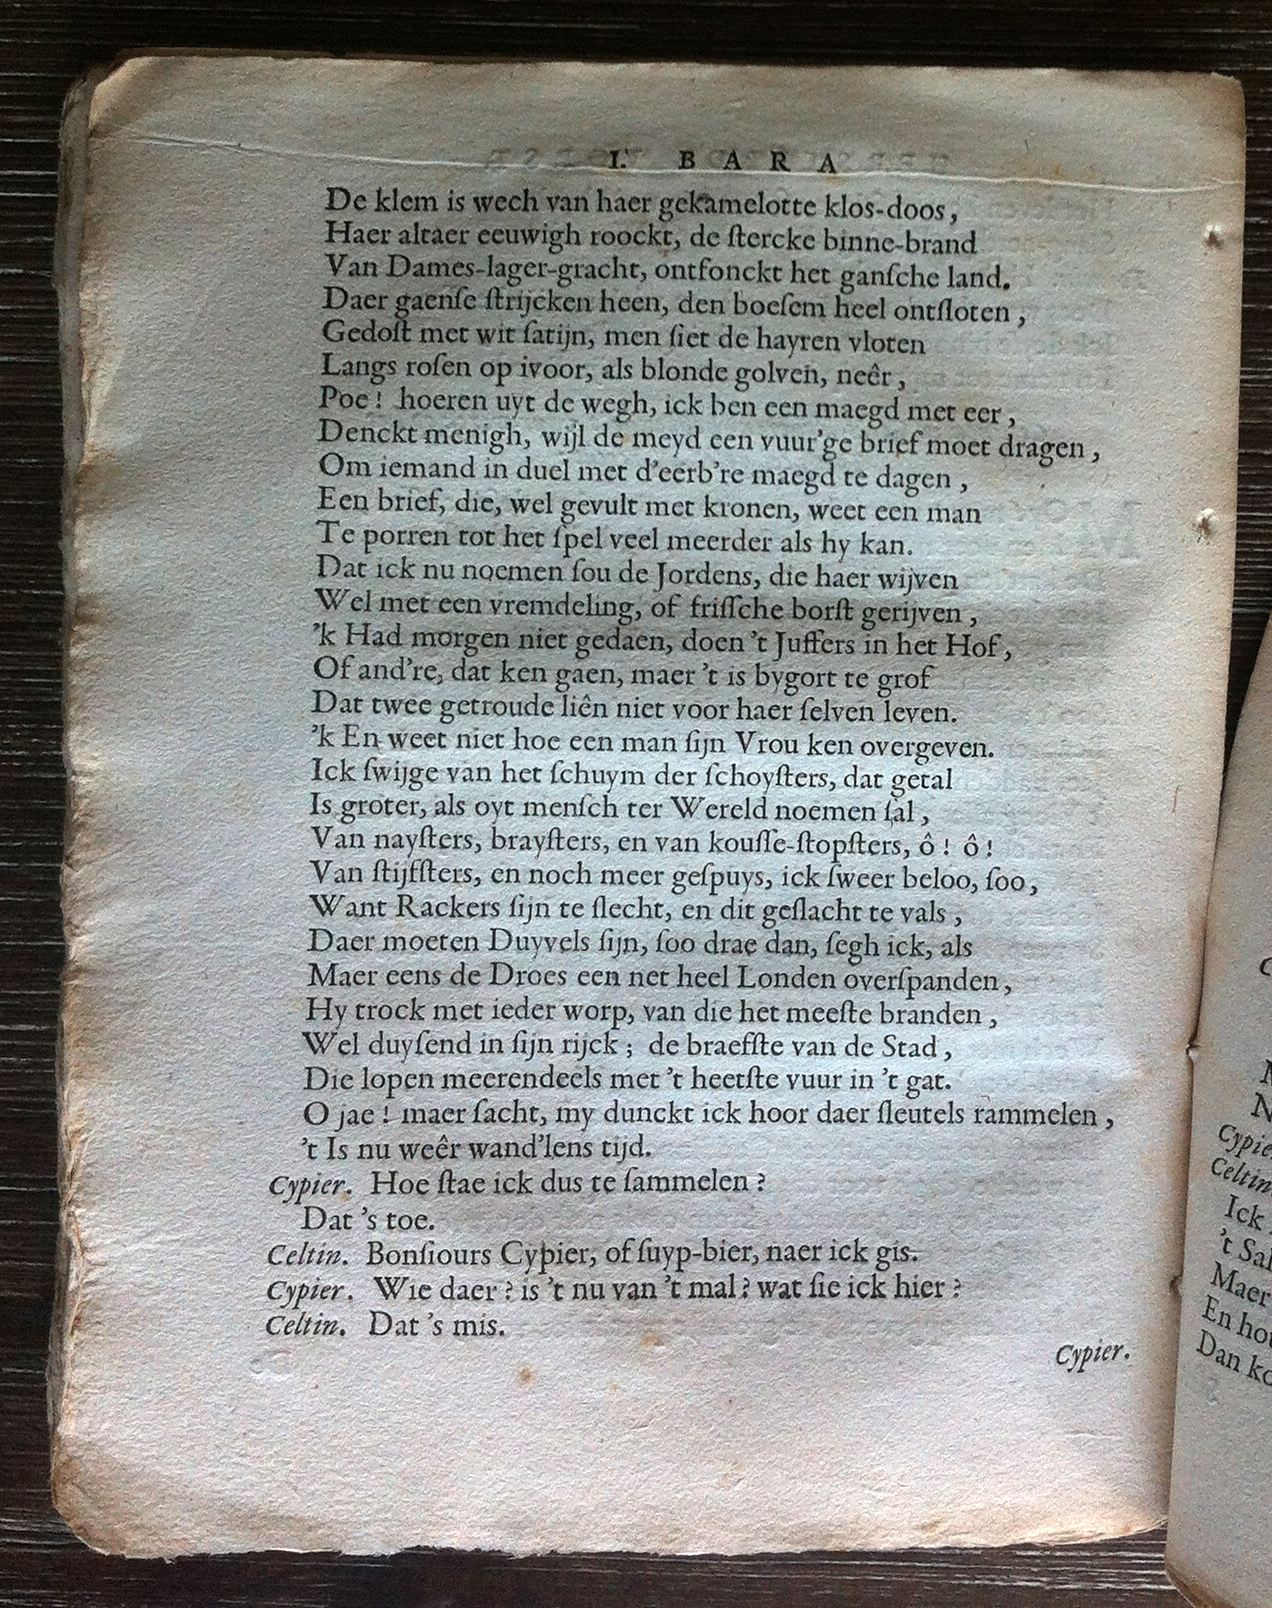 I. BARA
De klem is wech van haer gekamelotte klos-doos,
Haer altaer eeuwigh roockt, de ſtercke binne-brand
Van Dames-lager-gracht, ontfonckt het ganſche land.
Daer gaenſe ſtrijcken heen, den boeſem heel ontſloten,
Gedoſt met wit ſatijn, men ſiet de hayren vloten
Langs roſen op ivoor, als blonde golven, neêr,
Poe! hoeren uyt de wegh, ick ben een maegd met eer,
Denckt menigh, wijl de meyd een vuur'ge brief moet dragen,
Om iemand in duel met d'eerb're maegd te dagen,
Een brief, die, wel gevult met kronen, weet een man
Te porren tot het ſpel veel meerder als hy kan.
Dat ick nu noemen ſou de Jordens, die haer wijven
Wel met een vremdeling, of friſſche borſt gerijven,
'k Had morgen niet gedaen, doen 't Juffers in het Hof,
Of and're, dat ken gaen, maer 't is bygort te grof
Dat twee getroude liên niet voor haer ſelven leven.
'k En weet niet hoe een man ſijn Vrou ken overgeven.
Ick ſwijge van het ſchuym der ſchoyſters, dat getal
Is groter, als oyt menſch ter Wereld noemen ſal,
Van nayſters, brayſters, en van kouſſe-ſtopſters, ô! ô!
Van ſtijfſters, en noch meer geſpuys, ick ſweer beloo, ſoo,
Want Rackers ſijn te ſlecht, en dit geſlacht te vals,
Daer moeten Duyvels ſijn, ſoo drae dan, ſegh ick, als
Maer eens de Droes een net heel Londen overſpanden,
Hy trock met ieder worp, van die het meeſte branden,
Wel duyſend in ſijn rijck; de braefſte van de Stad,
Die lopen meerendeels met 't heetſte vuur in 't gat.
O jae! maer ſacht, my dunckt ick hoor daer ſleutels rammelen,
't Is nu weêr wand'lens tijd.
Cypier. Hoe ſtae ick dus te ſammelen?
Dat 's toe.
Celtin. Bonſiours Cypier, of ſuyp-bier, naer ick gis.
Cypier. Wie daer? is 't nu van 't mal? wat ſie ick hier?
Celtin. Dat 's mis.
Cypier.
Cypie
Celtin
Ick
't Sal
Maer
En hou
Dan ko